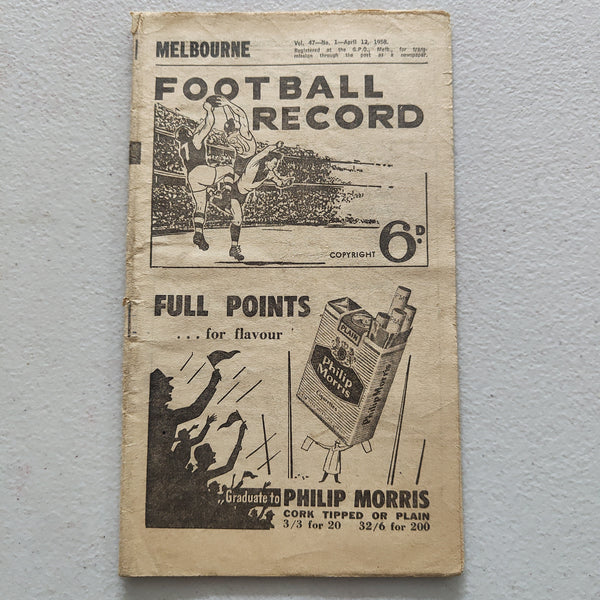 MELBOURNE
Vol. 47—No. 1—April 12, 1958.
Registered at the G.P.O., Melb., for trans-
mission through the post as a newspaper.
FOOTBALL
RECORD
COPYRIGHT 6D.
FULL POINTS
... for flavour
PLAIN
Philip
Morris
Philip Morris
Graduate to PHILIP MORRIS
CORK TIPPED OR PLAIN
3/3 for 20 32/6 for 200